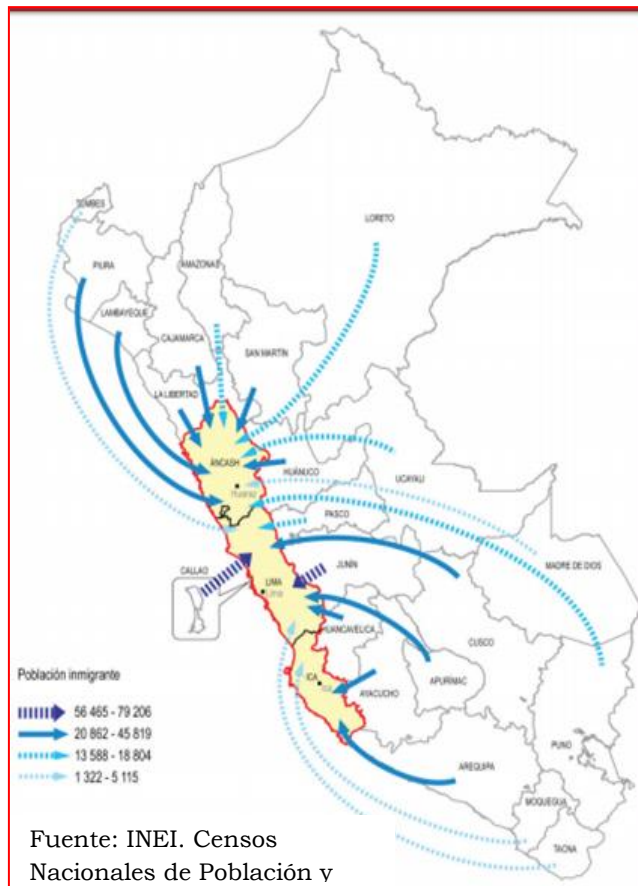 TUMBES
LORETO
PIURA
AMAZONAS
LAMBAYEQUE
CAJAMARCA
SAN MARTÍN
LA LIBERTAD
ÁNCASH
HUÁNUCO
Huaraz
UCAYALI
PASCO
CALLAO
JUNÍN
MADRE DE DIOS
LIMA
Lima
HUANCAVELICA
CUSCO
ICA
Ica
AYACUCHO
APURÍMAC
PUNO
AREQUIPA
MOQUEGUA
TACNA
Población inmigrante
56 465 - 79 206
20 862 - 45 819
13 588 - 18 804
1 322 - 5 115
Fuente: INEI. Censos
Nacionales de Población y